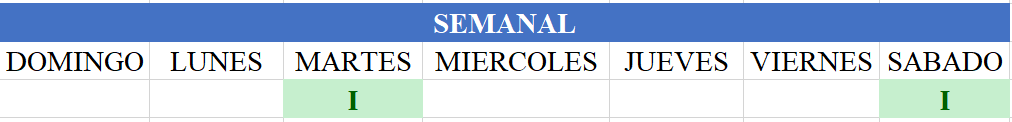 SEMANAL
DOMINGO LUNES MARTES MIERCOLES JUEVES VIERNES SABADO
I I